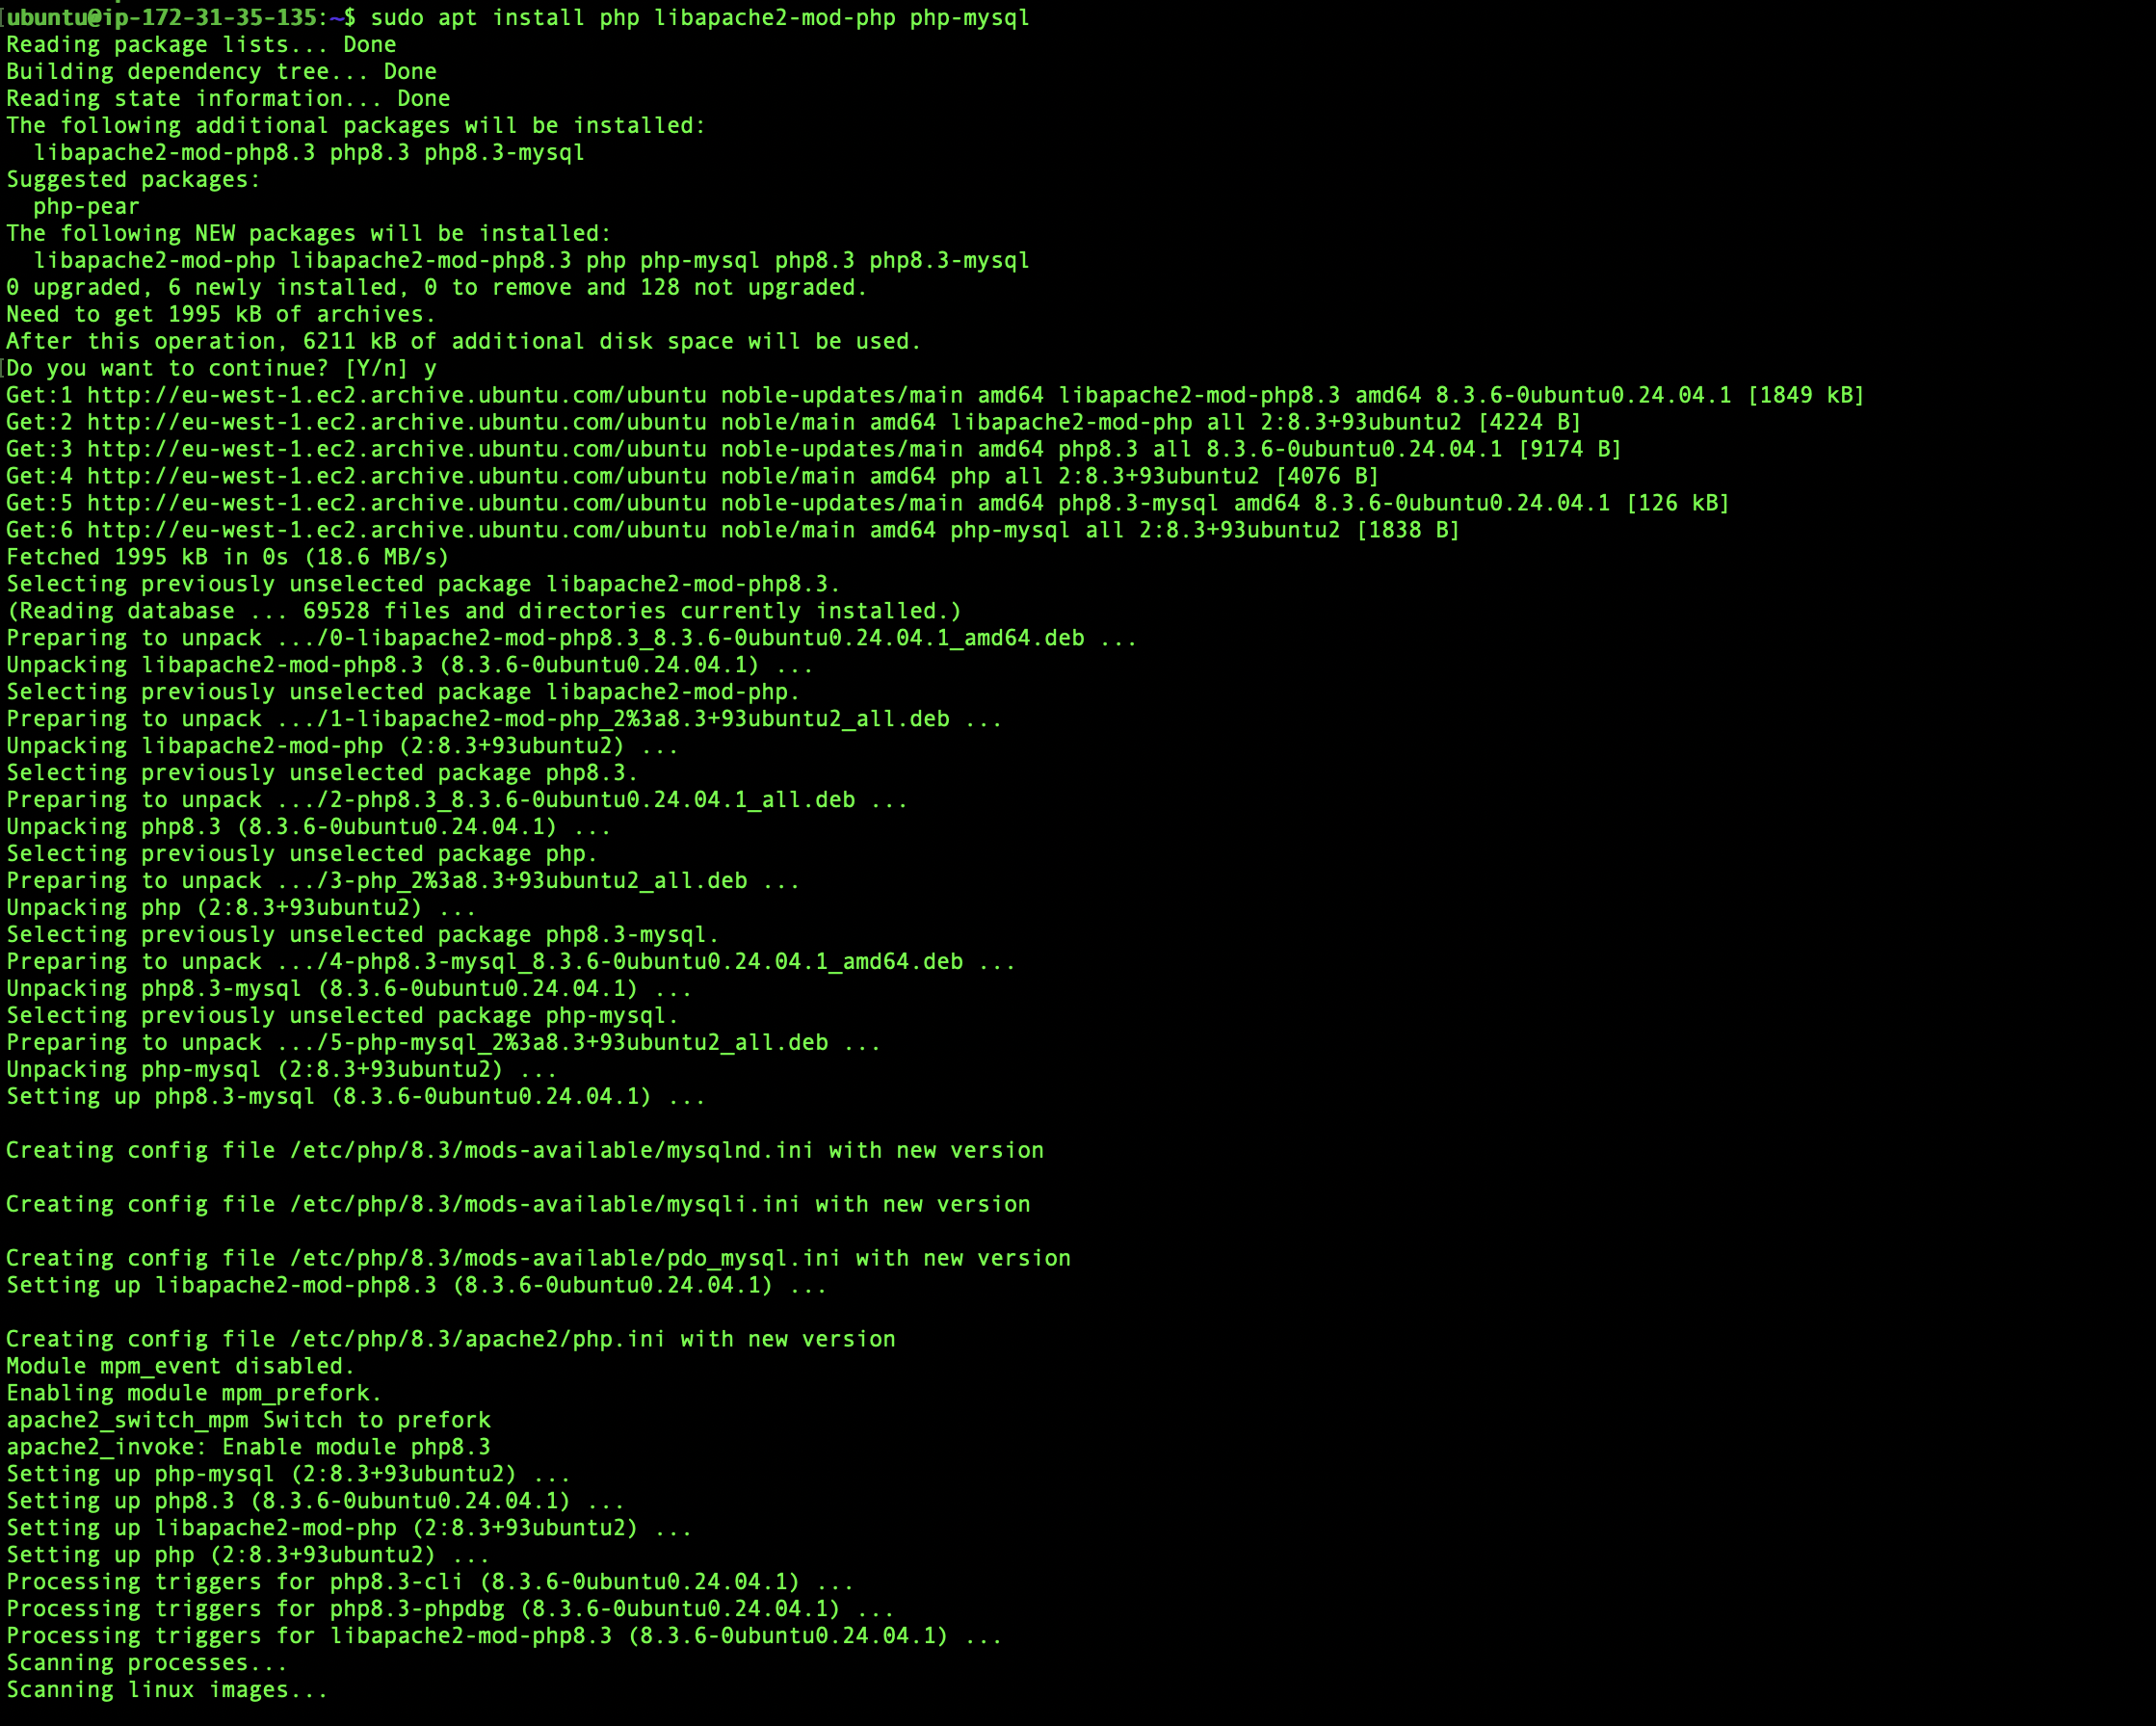 ubuntu@ip-172-31-35-135:~$ sudo apt install php libapache2-mod-php php-mysql
Reading package lists... Done
Building dependency tree... Done
Reading state information... Done
The following additional packages will be installed:
  libapache2-mod-php8.3 php8.3 php8.3-mysql
Suggested packages:
  php-pear
The following NEW packages will be installed:
  libapache2-mod-php libapache2-mod-php8.3 php php-mysql php8.3 php8.3-mysql
0 upgraded, 6 newly installed, 0 to remove and 128 not upgraded.
Need to get 1995 kB of archives.
After this operation, 6211 kB of additional disk space will be used.
Do you want to continue? [Y/n] y
Get:1 http://eu-west-1.ec2.archive.ubuntu.com/ubuntu noble-updates/main amd64 libapache2-mod-php8.3 amd64 8.3.6-0ubuntu0.24.04.1 [1849 kB]
Get:2 http://eu-west-1.ec2.archive.ubuntu.com/ubuntu noble/main amd64 libapache2-mod-php all 2:8.3+93ubuntu2 [4224 B]
Get:3 http://eu-west-1.ec2.archive.ubuntu.com/ubuntu noble-updates/main amd64 php8.3 all 8.3.6-0ubuntu0.24.04.1 [9174 B]
Get:4 http://eu-west-1.ec2.archive.ubuntu.com/ubuntu noble/main amd64 php all 2:8.3+93ubuntu2 [4076 B]
Get:5 http://eu-west-1.ec2.archive.ubuntu.com/ubuntu noble-updates/main amd64 php8.3-mysql amd64 8.3.6-0ubuntu0.24.04.1 [126 kB]
Get:6 http://eu-west-1.ec2.archive.ubuntu.com/ubuntu noble/main amd64 php-mysql all 2:8.3+93ubuntu2 [1838 B]
Fetched 1995 kB in 0s (18.6 MB/s)
Selecting previously unselected package libapache2-mod-php8.3.
(Reading database ... 69528 files and directories currently installed.)
Preparing to unpack .../0-libapache2-mod-php8.3_8.3.6-0ubuntu0.24.04.1_amd64.deb ...
Unpacking libapache2-mod-php8.3 (8.3.6-0ubuntu0.24.04.1) ...
Selecting previously unselected package libapache2-mod-php.
Preparing to unpack .../1-libapache2-mod-php_2%3a8.3+93ubuntu2_all.deb ...
Unpacking libapache2-mod-php (2:8.3+93ubuntu2) ...
Selecting previously unselected package php8.3.
Preparing to unpack .../2-php8.3_8.3.6-0ubuntu0.24.04.1_all.deb ...
Unpacking php8.3 (8.3.6-0ubuntu0.24.04.1) ...
Selecting previously unselected package php.
Preparing to unpack .../3-php_2%3a8.3+93ubuntu2_all.deb ...
Unpacking php (2:8.3+93ubuntu2) ...
Selecting previously unselected package php8.3-mysql.
Preparing to unpack .../4-php8.3-mysql_8.3.6-0ubuntu0.24.04.1_amd64.deb ...
Unpacking php8.3-mysql (8.3.6-0ubuntu0.24.04.1) ...
Selecting previously unselected package php-mysql.
Preparing to unpack .../5-php-mysql_2%3a8.3+93ubuntu2_all.deb ...
Unpacking php-mysql (2:8.3+93ubuntu2) ...
Setting up php8.3-mysql (8.3.6-0ubuntu0.24.04.1) ...

Creating config file /etc/php/8.3/mods-available/mysqlnd.ini with new version

Creating config file /etc/php/8.3/mods-available/mysqli.ini with new version

Creating config file /etc/php/8.3/mods-available/pdo_mysql.ini with new version
Setting up libapache2-mod-php8.3 (8.3.6-0ubuntu0.24.04.1) ...

Creating config file /etc/php/8.3/apache2/php.ini with new version
Module mpm_event disabled.
Enabling module mpm_prefork.
apache2_switch_mpm Switch to prefork
apache2_invoke: Enable module php8.3
Setting up php-mysql (2:8.3+93ubuntu2) ...
Setting up php8.3 (8.3.6-0ubuntu0.24.04.1) ...
Setting up libapache2-mod-php (2:8.3+93ubuntu2) ...
Setting up php (2:8.3+93ubuntu2) ...
Processing triggers for php8.3-cli (8.3.6-0ubuntu0.24.04.1) ...
Processing triggers for php8.3-phpdbg (8.3.6-0ubuntu0.24.04.1) ...
Processing triggers for libapache2-mod-php8.3 (8.3.6-0ubuntu0.24.04.1) ...
Scanning processes...
Scanning linux images...